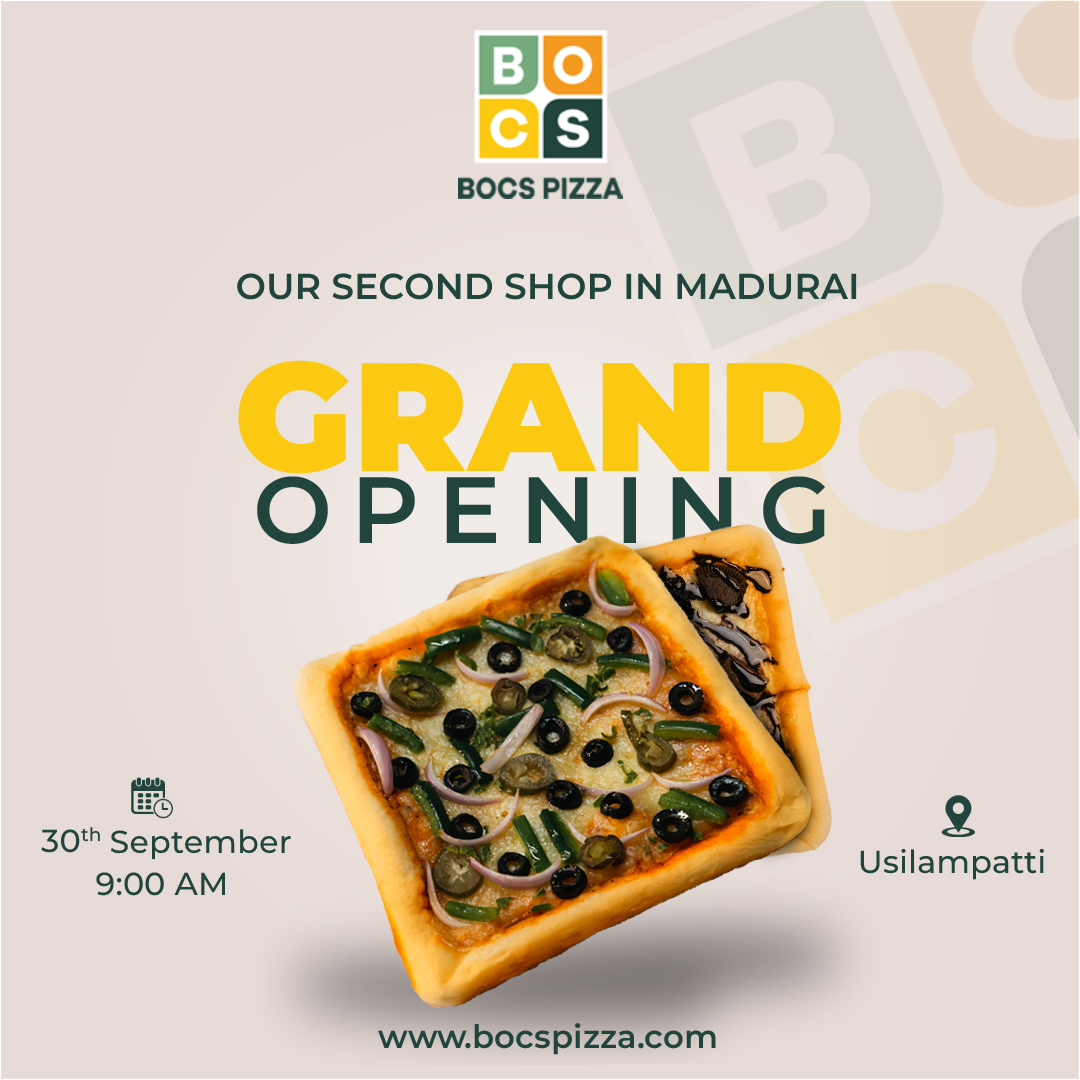 B O
C S
BOCS PIZZA
OUR SECOND SHOP IN MADURAI
GRAND
OPENING
30th September
9:00 AM
Usilampatti
www.bocspizza.com